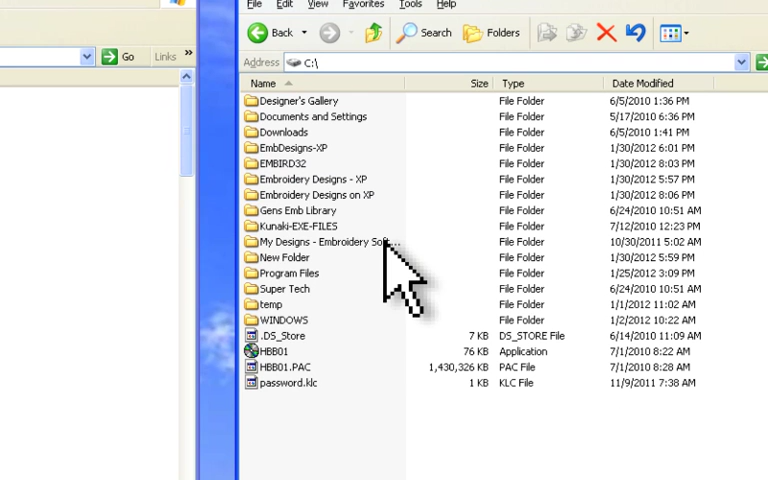 File Edit View Favorites Tools Help
Back Search Folders
Go Links »
Address C:\
Name Size Type Date Modified
Designer's Gallery File Folder 6/5/2010 1:36 PM
Documents and Settings File Folder 5/17/2010 6:36 PM
Downloads File Folder 6/5/2010 1:41 PM
EmbDesigns-XP File Folder 1/30/2012 6:01 PM
EMBIRD32 File Folder 1/30/2012 8:03 PM
Embroidery Designs - XP File Folder 1/30/2012 5:57 PM
Embroidery Designs on XP File Folder 1/30/2012 8:06 PM
Gens Emb Library File Folder 6/24/2010 10:51 AM
Kunaki-EXE-FILES File Folder 7/12/2010 12:23 PM
My Designs - Embroidery Soft... File Folder 10/30/2011 5:02 AM
New Folder File Folder 1/30/2012 5:59 PM
Program Files File Folder 1/25/2012 3:09 PM
Super Tech File Folder 6/24/2010 10:51 AM
temp File Folder 1/1/2012 11:02 AM
WINDOWS File Folder 1/2/2012 10:22 AM
.DS_Store 7 KB DS_STORE File 6/14/2010 11:09 AM
HBB01 76 KB Application 7/1/2010 8:22 AM
HBB01.PAC 1,430,326 KB PAC File 7/1/2010 8:28 AM
password.klc 1 KB KLC File 11/9/2011 7:38 AM